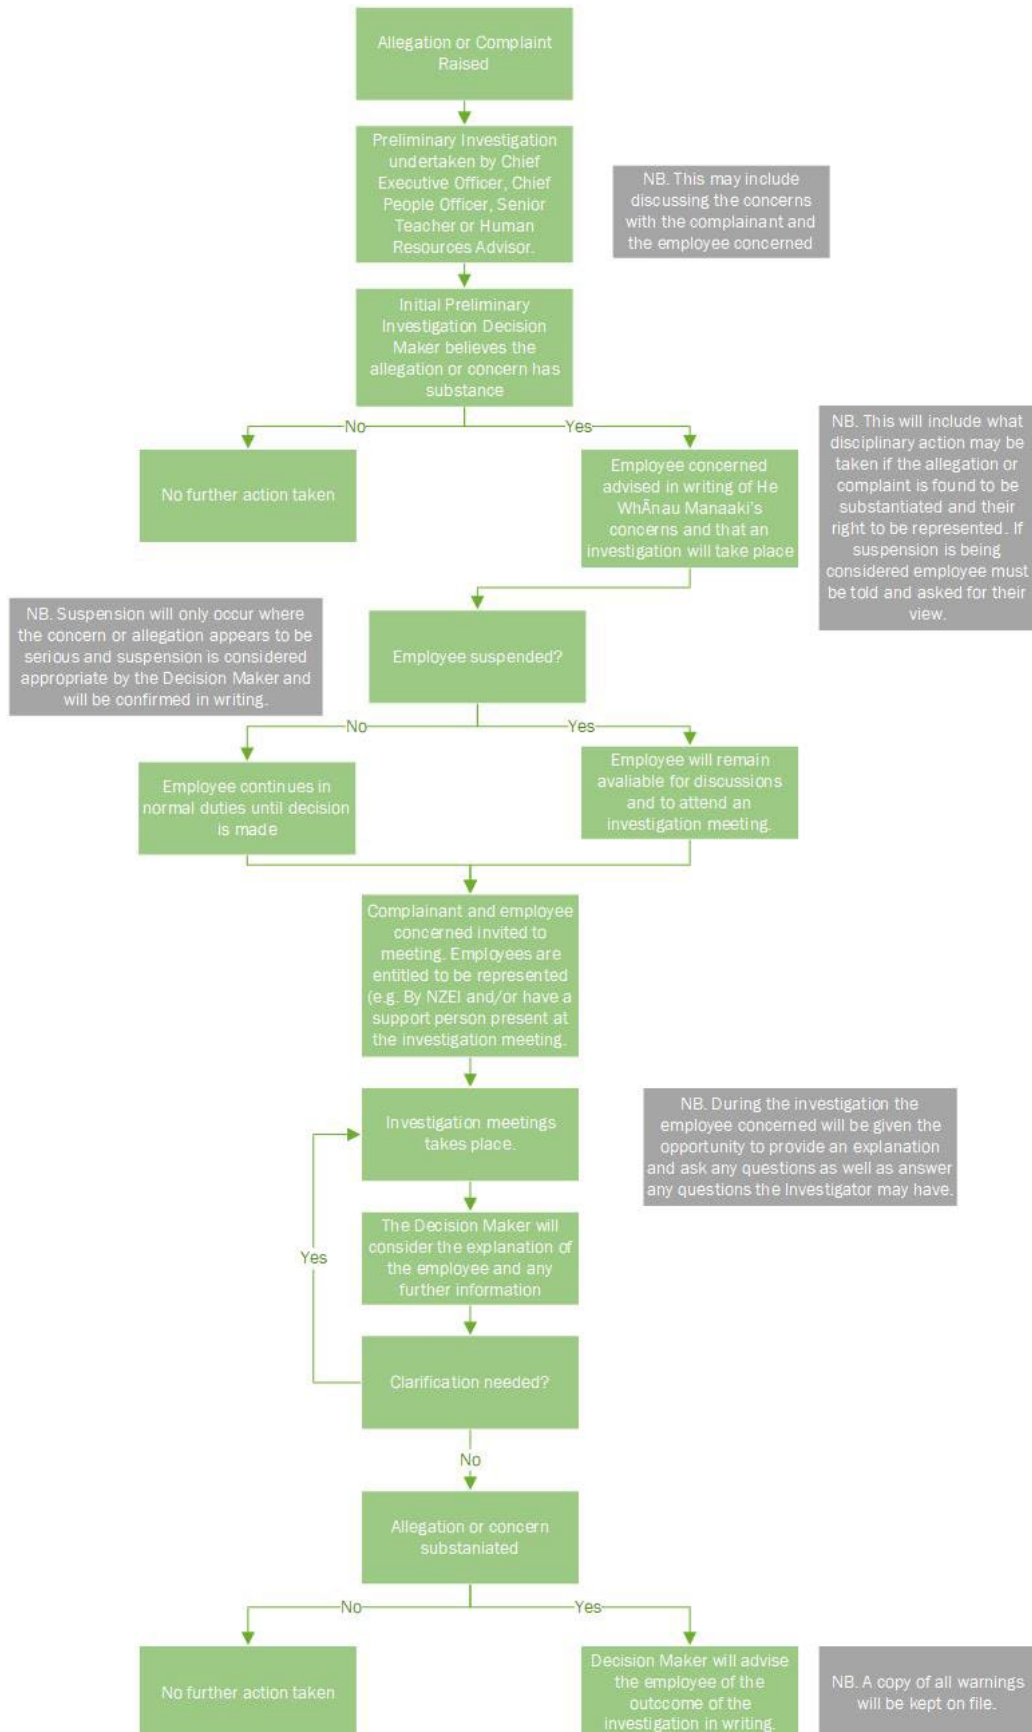 Allegation or Complaint
Raised
Preliminary Investigation
undertaken by Chief
Executive Officer, Chief
People Officer, Senior
Teacher or Human
Resources Advisor.
NB. This may include
discussing the concerns
with the complainant and
the employee concerned
Initial Preliminary
Investigation Decision
Maker believes the
allegation or concern has
substance
No
Yes
No further action taken
Employee concerned
advised in writing of He
WhĀnau Manaaki's
concerns and that an
investigation will take place
NB. This will include what
disciplinary action may be
taken if the allegation or
complaint is found to be
substantiated and their
right to be represented. If
suspension is being
considered employee must
be told and asked for their
view.
NB. Suspension will only occur where
the concern or allegation appears to be
serious and suspension is considered
appropriate by the Decision Maker and
will be confirmed in writing.
Employee suspended?
No
Yes
Employee continues in
normal duties until decision
is made
Employee will remain
avaliable for discussions
and to attend an
investigation meeting.
Complainant and employee
concerned invited to
meeting. Employees are
entitled to be represented
(e.g. By NZEI and/or have a
support person present at
the investigation meeting.
Investigation meetings
takes place.
NB. During the investigation the
employee concerned will be given the
opportunity to provide an explanation
and ask any questions as well as answer
any questions the Investigator may have.
The Decision Maker will
consider the explanation of
the employee and any
further information
Yes
Clarification needed?
No
Allegation or concern
substaniated
No
Yes
No further action taken
Decision Maker will advise
the employee of the
outccome of the
investigation in writing.
NB. A copy of all warnings
will be kept on file.